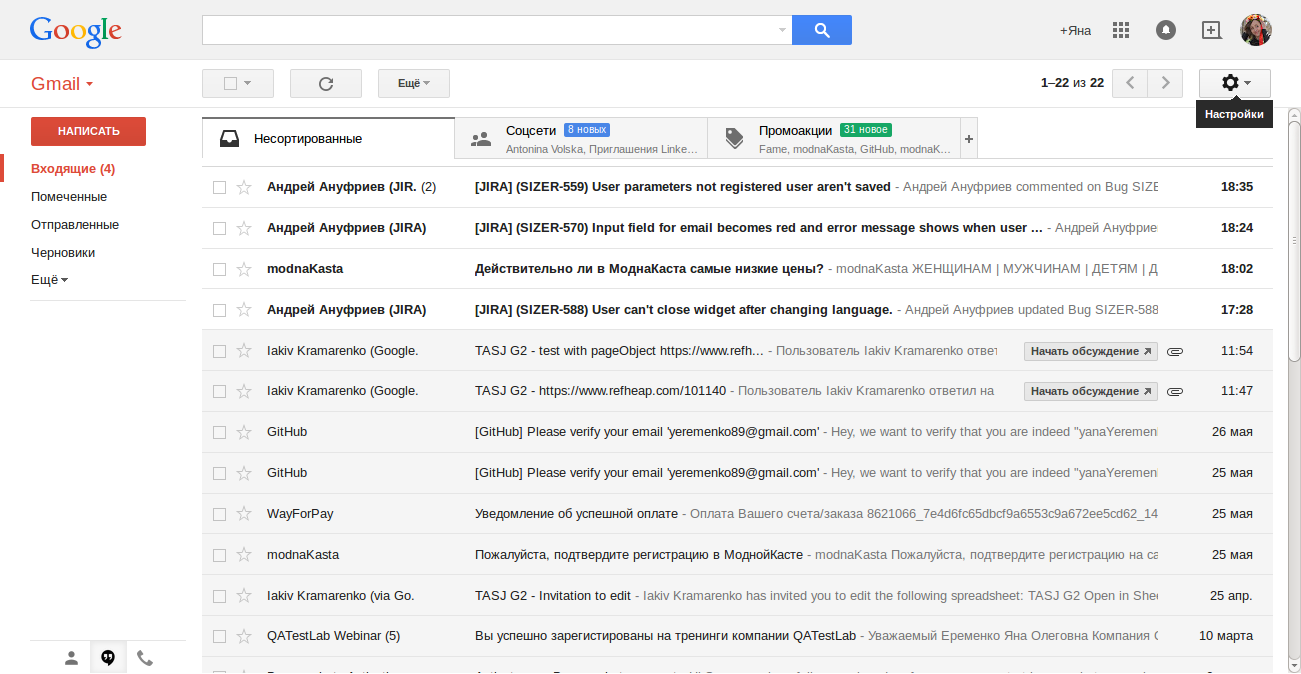 Google
+Яна
Gmail
Ещё
1–22 из 22
Настройки
НАПИСАТЬ
Входящие (4)
Помеченные
Отправленные
Черновики
Ещё
Несортированные
Соцсети 8 новых
Antonina Volska, Приглашения Linke…
Промоакции 31 новое
Fame, modnaKasta, GitHub, modnaK…
+
Андрей Ануфриев (JIR. (2) [JIRA] (SIZER-559) User parameters not registered user aren't saved - Андрей Ануфриев commented on Bug SIZE 18:35
Андрей Ануфриев (JIRA) [JIRA] (SIZER-570) Input field for email becomes red and error message shows when user ... - Андрей Ануфрие 18:24
modnaKasta Действительно ли в МоднаКаста самые низкие цены? - modnaKasta ЖЕНЩИНАМ | МУЖЧИНАМ | ДЕТЯМ | Д 18:02
Андрей Ануфриев (JIRA) [JIRA] (SIZER-588) User can't close widget after changing language. - Андрей Ануфриев updated Bug SIZER-588 17:28
Iakiv Kramarenko (Google. TASJ G2 - test with pageObject https://www.refh... - Пользователь Iakiv Kramarenko ответ Начать обсуждение 11:54
Iakiv Kramarenko (Google. TASJ G2 - https://www.refheap.com/101140 - Пользователь Iakiv Kramarenko ответил на Начать обсуждение 11:47
GitHub [GitHub] Please verify your email 'yeremenko89@gmail.com' - Hey, we want to verify that you are indeed "yanaYeremen 26 мая
GitHub [GitHub] Please verify your email 'yeremenko89@gmail.com' - Hey, we want to verify that you are indeed "yanaYeremen 25 мая
WayForPay Уведомление об успешной оплате - Оплата Вашего счета/заказа 8621066_7e4d6fc65dbcf9a6553c9a672ee5cd62_14 25 мая
modnaKasta Пожалуйста, подтвердите регистрацию в МоднойКасте - modnaKasta Пожалуйста, подтвердите регистрацию на са 25 мая
Iakiv Kramarenko (via Go. TASJ G2 - Invitation to edit - Iakiv Kramarenko has invited you to edit the following spreadsheet: TASJ G2 Open in Shee 25 апр.
QATestLab Webinar (5) Вы успешно зарегистированы на тренинги компании QATestLab - Уважаемый Еременко Яна Олеговна Компания 10 марта